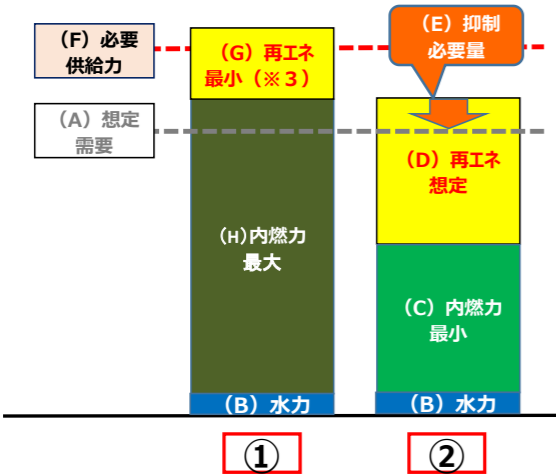 （F）必要
供給力
（G）再エネ
最小（※３）
（E）抑制
必要量
（A）想定
需要
（D）再エネ
想定
（H)内燃力
最大
（C）内燃力
最小
（B）水力
（B）水力
①
②